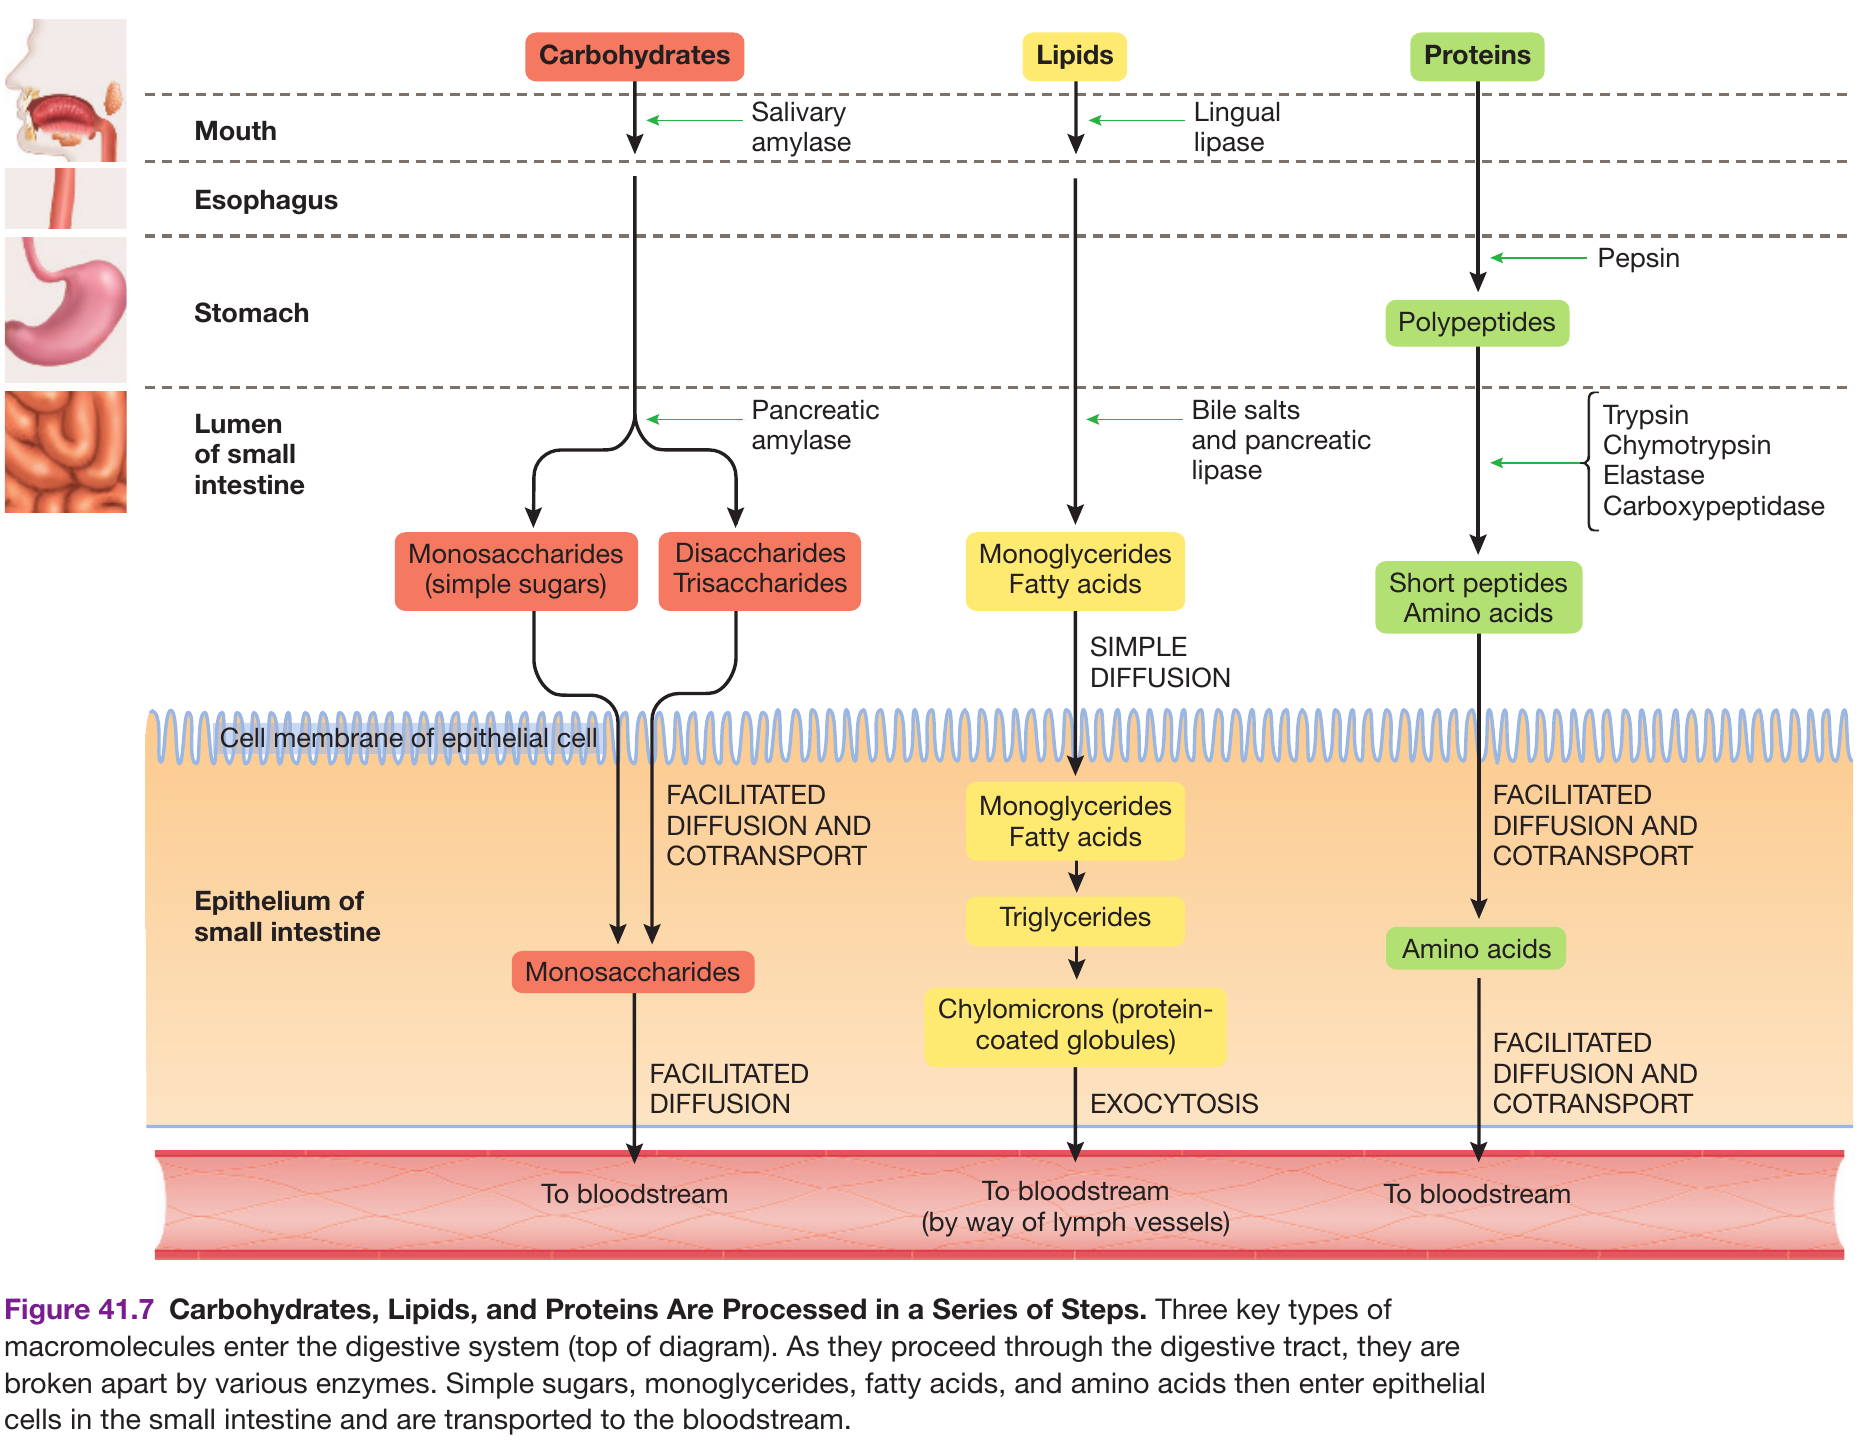 Carbohydrates
Lipids
Proteins
Mouth
Salivary
amylase
Lingual
lipase
Esophagus
Stomach
Pepsin
Polypeptides
Lumen
of small
intestine
Pancreatic
amylase
Bile salts
and pancreatic
lipase
Trypsin
Chymotrypsin
Elastase
Carboxypeptidase
Monosaccharides
(simple sugars)
Disaccharides
Trisaccharides
Monoglycerides
Fatty acids
Short peptides
Amino acids
SIMPLE
DIFFUSION
Cell membrane of epithelial cell
FACILITATED
DIFFUSION AND
COTRANSPORT
Monoglycerides
Fatty acids
FACILITATED
DIFFUSION AND
COTRANSPORT
Epithelium of
small intestine
Triglycerides
Amino acids
Monosaccharides
Chylomicrons (protein-
coated globules)
FACILITATED
DIFFUSION
EXOCYTOSIS
FACILITATED
DIFFUSION AND
COTRANSPORT
To bloodstream
To bloodstream
(by way of lymph vessels)
To bloodstream
Figure 41.7 Carbohydrates, Lipids, and Proteins Are Processed in a Series of Steps. Three key types of
macromolecules enter the digestive system (top of diagram). As they proceed through the digestive tract, they are
broken apart by various enzymes. Simple sugars, monoglycerides, fatty acids, and amino acids then enter epithelial
cells in the small intestine and are transported to the bloodstream.